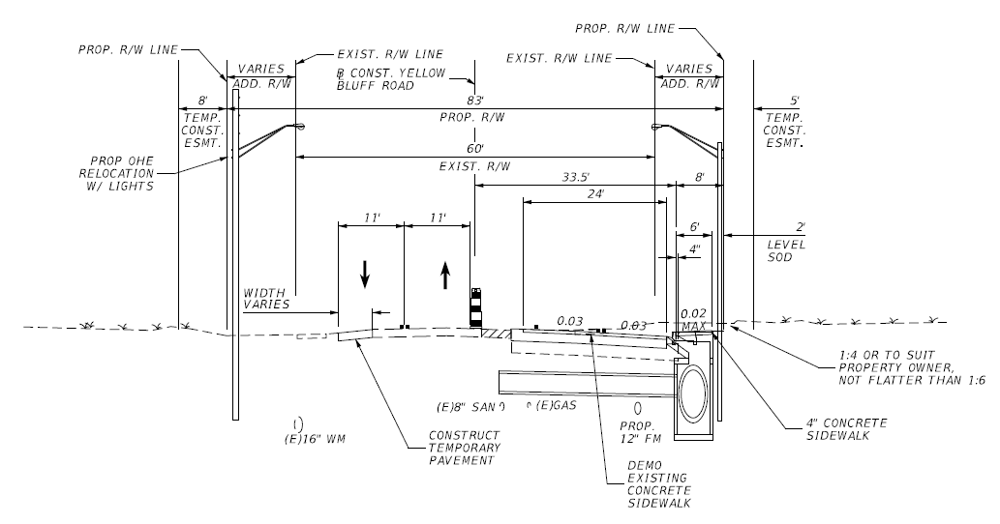 PROP. R/W LINE
PROP. R/W LINE
EXIST. R/W LINE
EXIST. R/W LINE
VARIES
ADD. R/W
CONST. YELLOW
BLUFF ROAD
VARIES
ADD. R/W
8'
TEMP.
CONST.
ESMT.
83'
PROP. R/W
5'
TEMP.
CONST.
ESMT.
60'
EXIST. R/W
PROP OHE
RELOCATION
W/ LIGHTS
33.5'
8'
24'
11'
11'
6'
2'
LEVEL
SOD
4"
WIDTH
VARIES
0.03
0.03
0.02
MAX
1:4 OR TO SUIT
PROPERTY OWNER,
NOT FLATTER THAN 1:6
(E)8" SAN
(E)GAS
PROP.
12" FM
(E)16" WM
CONSTRUCT
TEMPORARY
PAVEMENT
4" CONCRETE
SIDEWALK
DEMO
EXISTING
CONCRETE
SIDEWALK